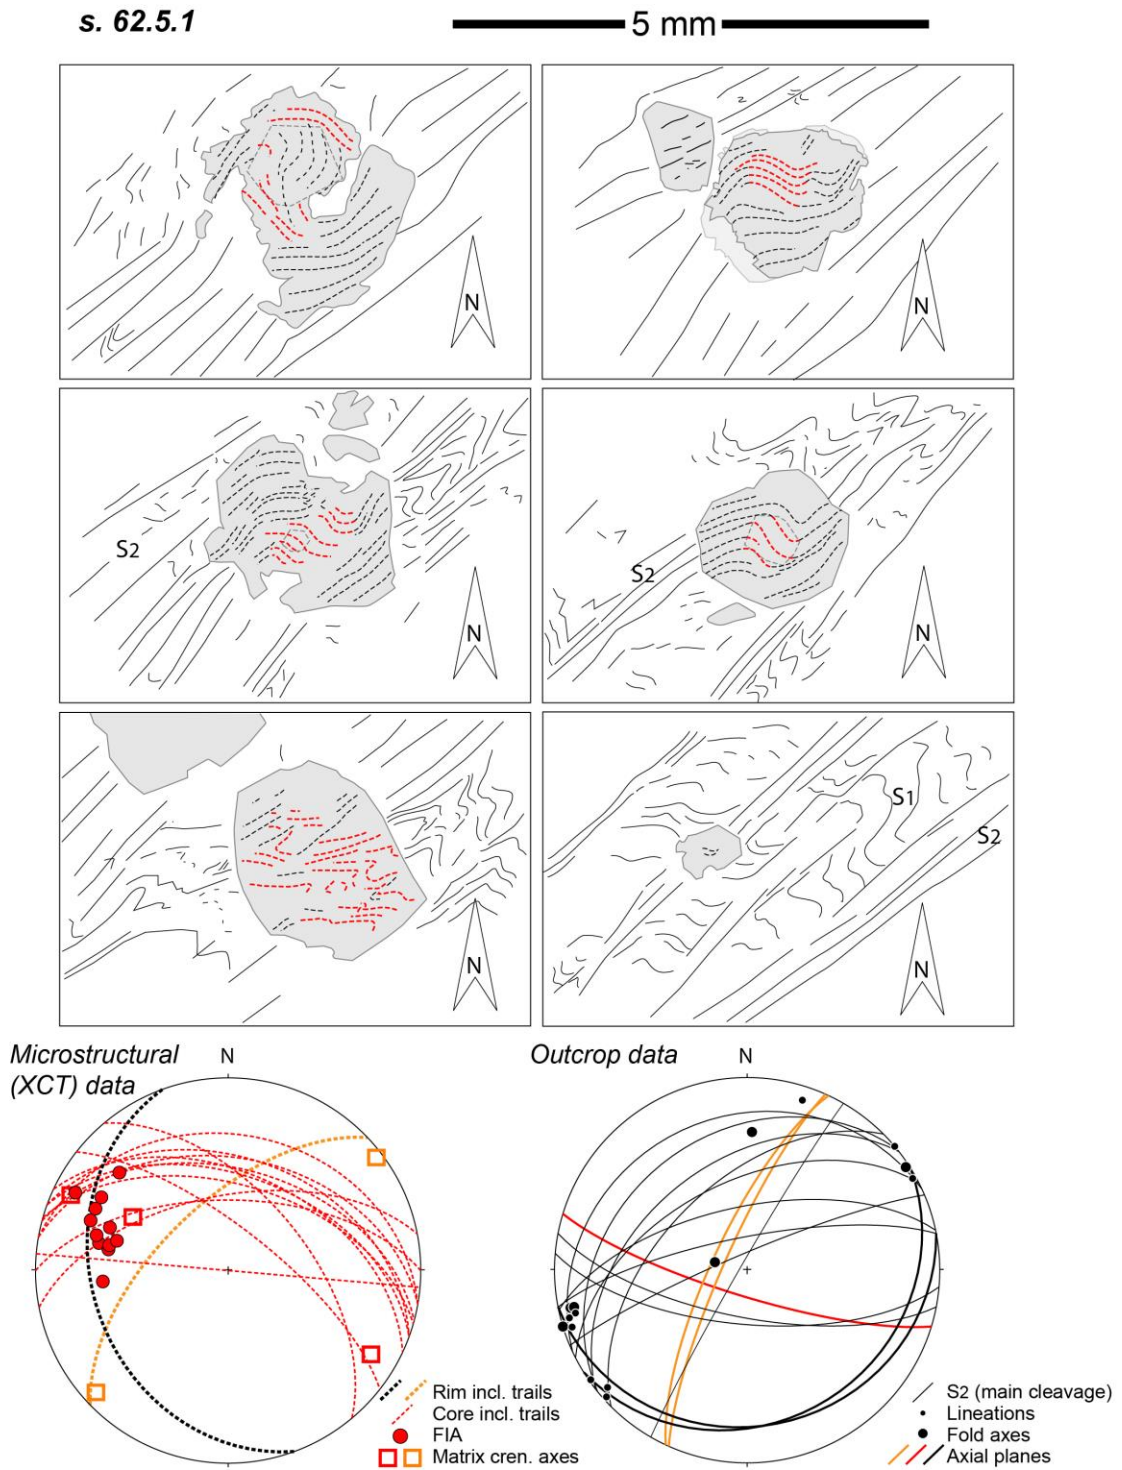 s. 62.5.1
5 mm
N
N
S2
N
S2
N
N
S1
S2
N
Microstructural
(XCT) data
N
Rim incl. trails
Core incl. trails
FIA
Matrix cren. axes
Outcrop data
N
S2 (main cleavage)
Lineations
Fold axes
Axial planes